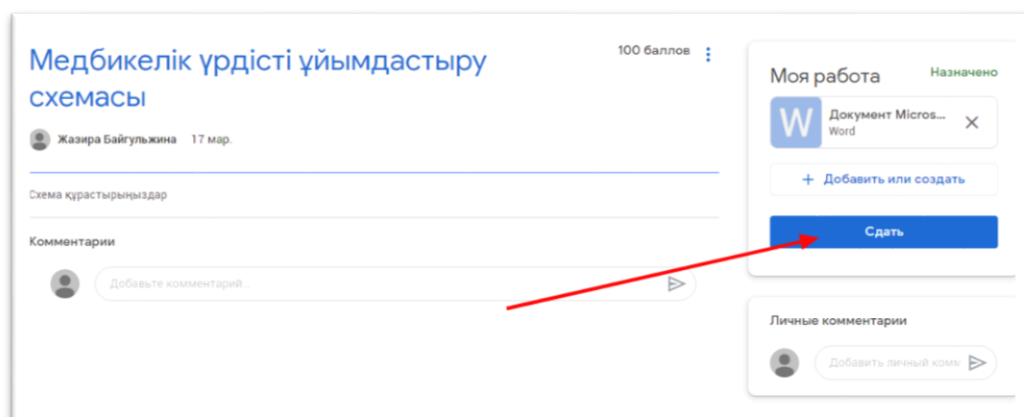 Медбикелік үрдісті ұйымдастыру
схемасы
100 баллов
Жазира Байгульжина 17 мар.
Схема құрастырыңыздар
Комментарии
Добавьте комментарий...
Моя работа
Назначено
W
Документ Micros...
Word
+ Добавить или создать
Сдать
Личные комментарии
Добавить личный комм